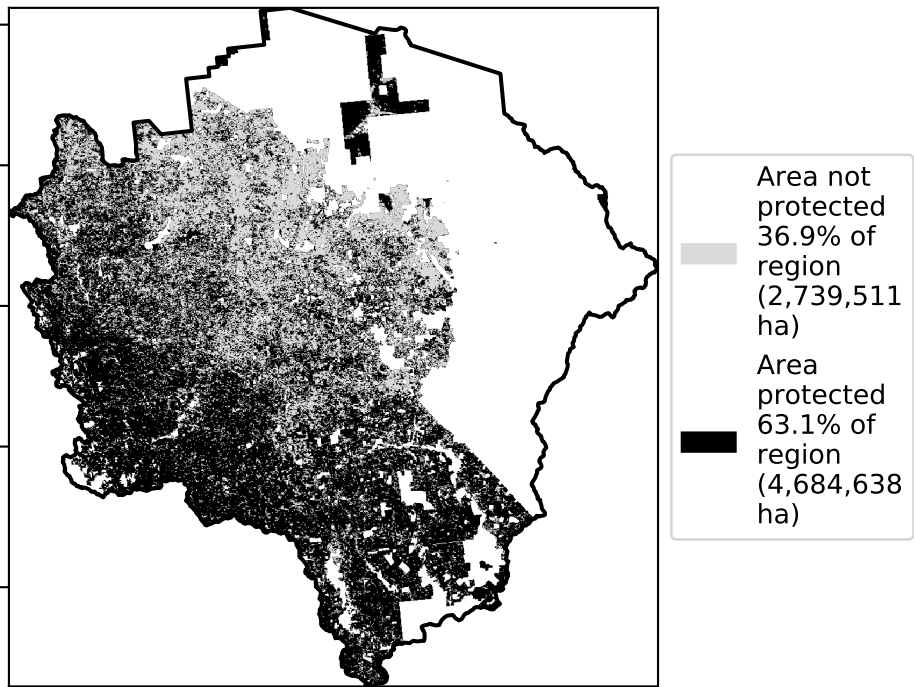 Area not
protected
36.9% of
region
(2,739,511
ha)
Area
protected
63.1% of
region
(4,684,638
ha)